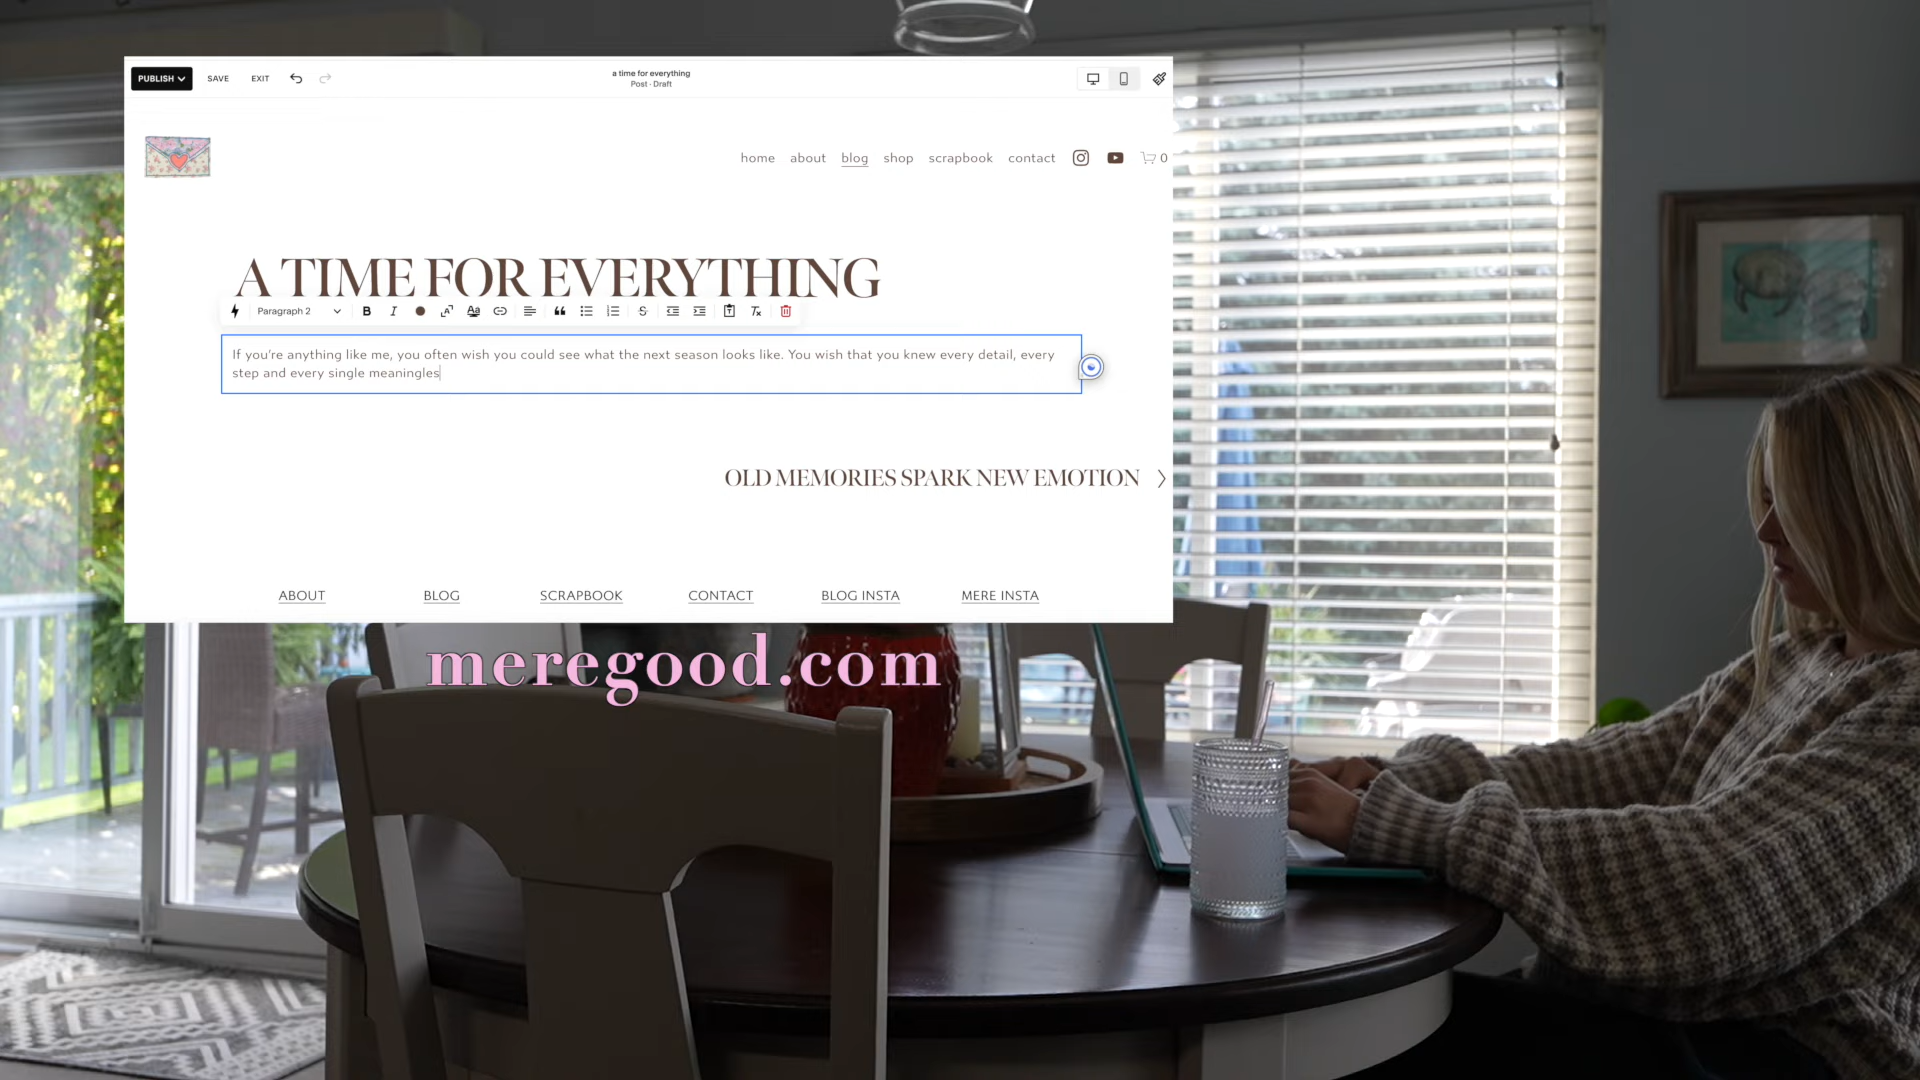 PUBLISH SAVE EXIT
a time for everything
Post - Draft
home about blog shop scrapbook contact 0
A TIME FOR EVERYTHING
Paragraph 2
If you're anything like me, you often wish you could see what the next season looks like. You wish that you knew every detail, every
step and every single meaningles
OLD MEMORIES SPARK NEW EMOTION
ABOUT BLOG SCRAPBOOK CONTACT BLOG INSTA MERE INSTA
meregood.com